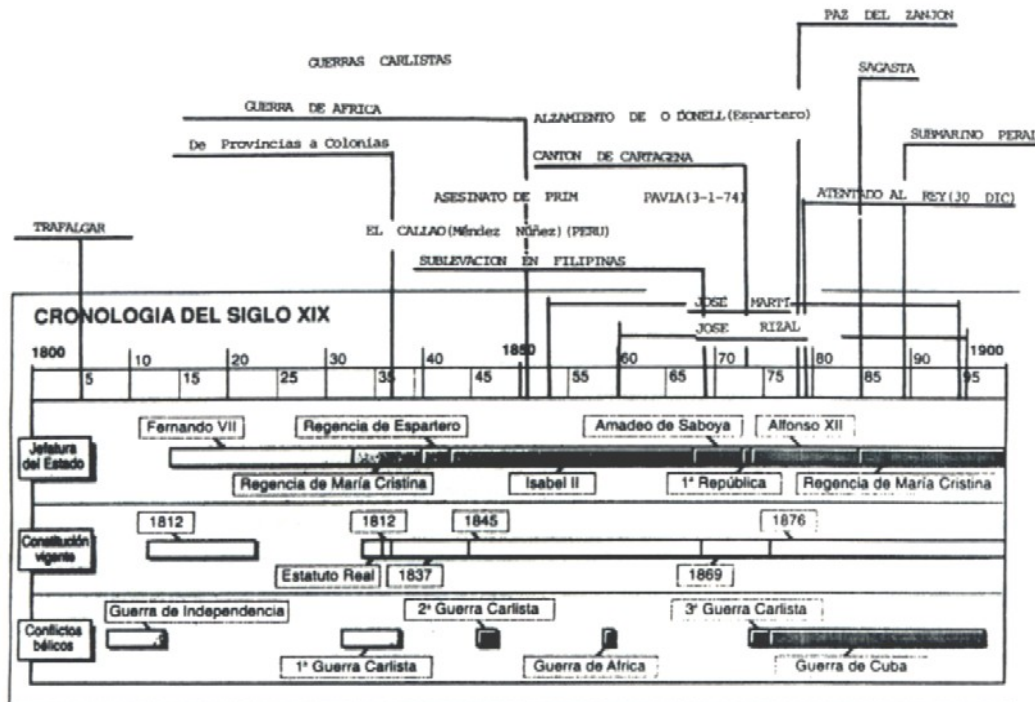 PAZ DEL ZANJON
GUERRAS CARLISTAS
SAGASTA
GUERRA DE AFRICA
ALZAMIENTO DE O DONELL(Espartero)
De Provincias a Colonias
SUBMARINO PERAL
CANTON DE CARTAGENA
ASESINATO DE PRIM
PAVIA(3-1-74)
ATENTADO AL REY(30 DIC)
TRAFALGAR
EL CALLAO(Méndez Núñez)(PERU)
SUBLEVACION EN FILIPINAS
JOSÉ MARTI
CRONOLOGIA DEL SIGLO XIX
JOSE RIZAL
1800 10 20 30 40 1850 60 70 80 90 1900
5 15 25 35 45 55 65 75 85 95
Jefatura
del Estado
Fernando VII
Regencia de Espartero
Amadeo de Saboya
Alfonso XII
Regencia de María Cristina
Isabel II
1ª República
Regencia de María Cristina
Constitución
vigente
1812
1812
1845
1876
Estatuto Real
1837
1869
Conflictos
bélicos
Guerra de Independencia
2ª Guerra Carlista
3ª Guerra Carlista
1ª Guerra Carlista
Guerra de Africa
Guerra de Cuba